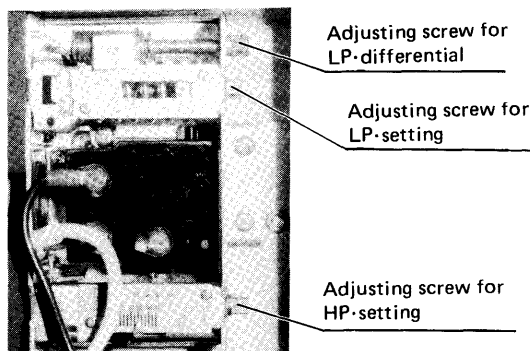 Adjusting screw for
LP·differential
Adjusting screw for
LP·setting
Adjusting screw for
HP·setting